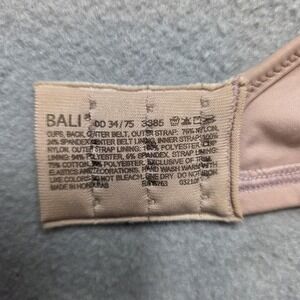 BALI® DD 34/75 3385
CUPS, BACK, OUTER BELT, OUTER STRAP: 76% NYLON,
24% SPANDEX CENTER BELT LINING, INNER STRAP: 100%
NYLON. OUTER STRAP LINING: 100% POLYESTER. CUP
LINING: 94% POLYESTER, 6% SPANDEX. STRAP LINING:
75% COTTON, POLYESTER. EXCLUSIVE OF TRIM,
ELASTICS AND DECORATIONS. HAND WASH WARM
LIKE COLORS. DO NOT BLEACH. LINE DRY. DO NOT IRON.
MADE IN HONDURAS